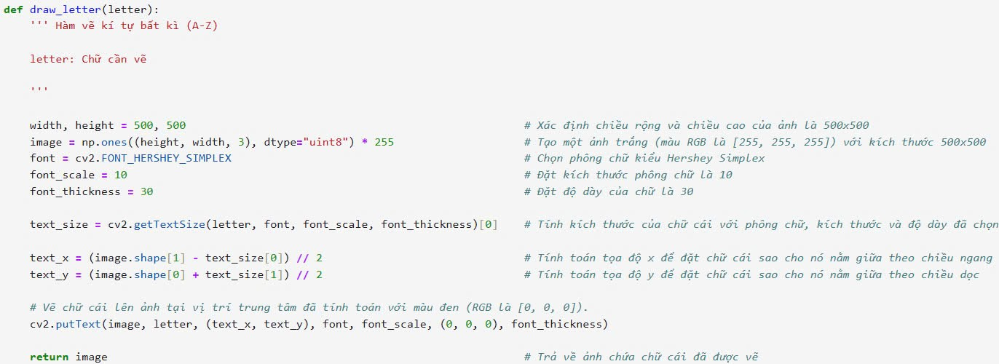 def draw_letter(letter):
''' Hàm vẽ kí tự bất kì (A-Z)
letter: Chữ cần vẽ
'''
width, height = 500, 500 # Xác định chiều rộng và chiều cao của ảnh là 500x500
image = np.ones((height, width, 3), dtype="uint8") * 255 # Tạo một ảnh trắng (màu RGB là [255, 255, 255]) với kích thước 500x500
font = cv2.FONT_HERSHEY_SIMPLEX # Chọn phông chữ kiểu Hershey Simplex
font_scale = 10 # Đặt kích thước phông chữ là 10
font_thickness = 30 # Đặt độ dày của chữ là 30
text_size = cv2.getTextSize(letter, font, font_scale, font_thickness)[0] # Tính kích thước của chữ cái với phông chữ, kích thước và độ dày đã chọn
text_x = (image.shape[1] - text_size[0]) // 2 # Tính toán tọa độ x để đặt chữ cái sao cho nó nằm giữa theo chiều ngang
text_y = (image.shape[0] + text_size[1]) // 2 # Tính toán tọa độ y để đặt chữ cái sao cho nó nằm giữa theo chiều dọc
# Vẽ chữ cái lên ảnh tại vị trí trung tâm đã tính toán với màu đen (RGB là [0, 0, 0]).
cv2.putText(image, letter, (text_x, text_y), font, font_scale, (0, 0, 0), font_thickness)
return image # Trả về ảnh chứa chữ cái đã được vẽ